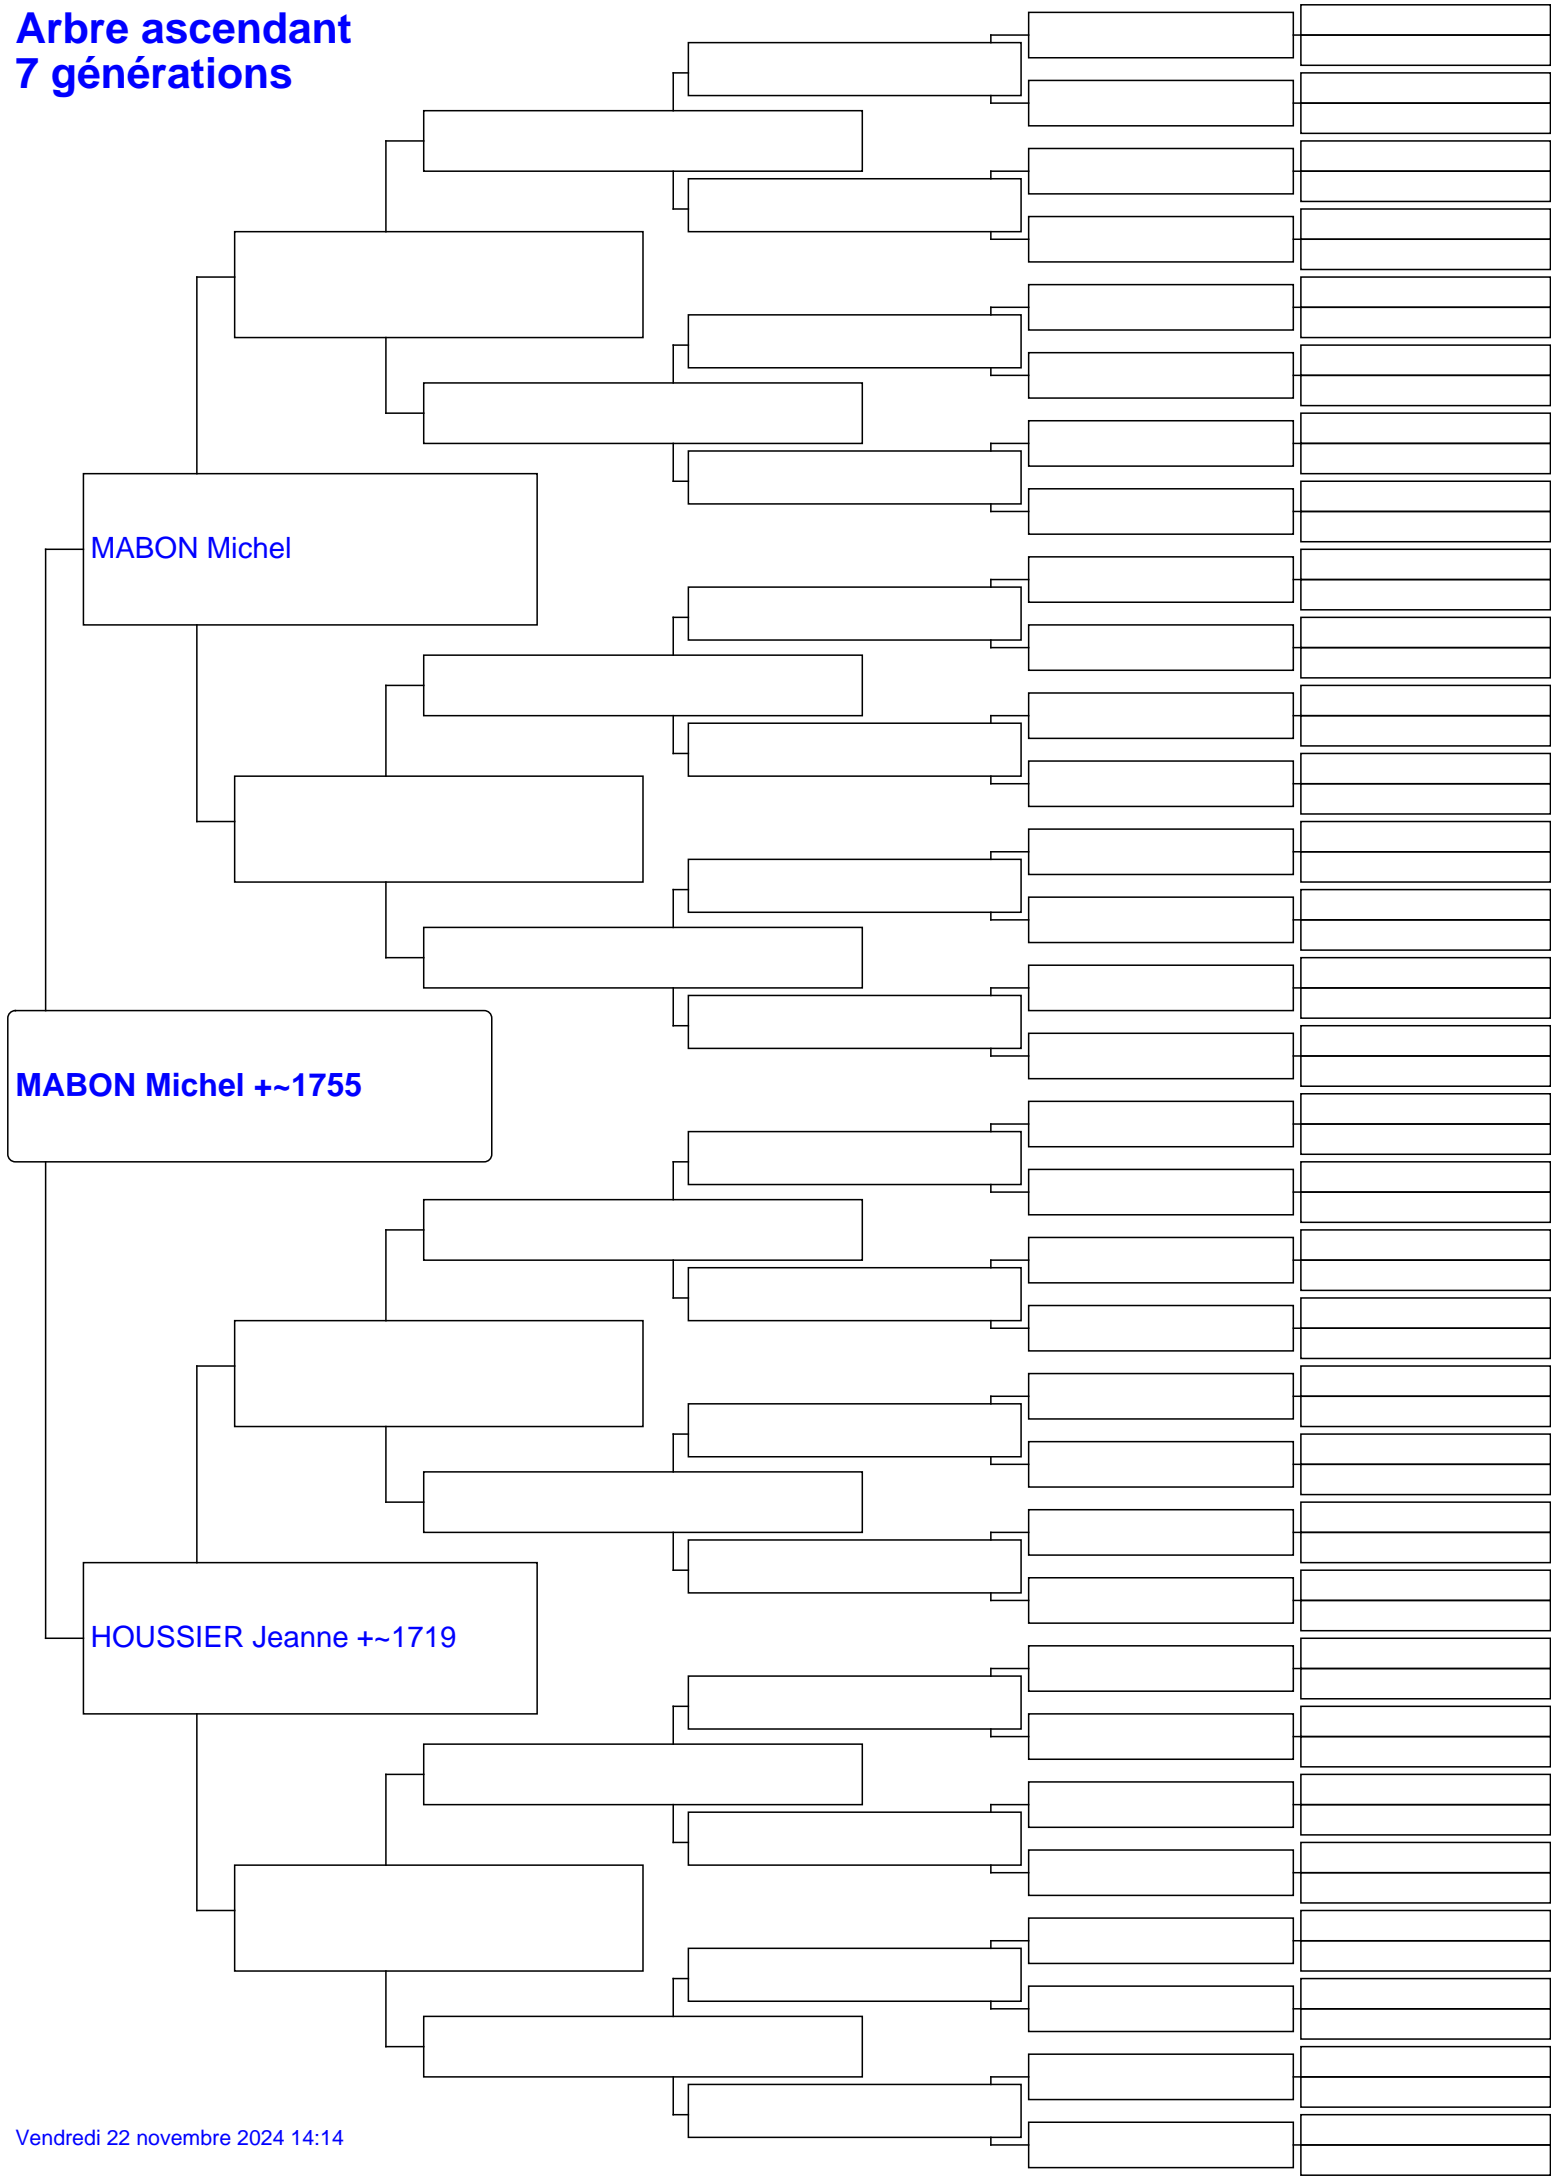 Arbre ascendant
7 générations
MABON Michel
MABON Michel +~1755
HOUSSIER Jeanne +~1719
Vendredi 22 novembre 2024 14:14